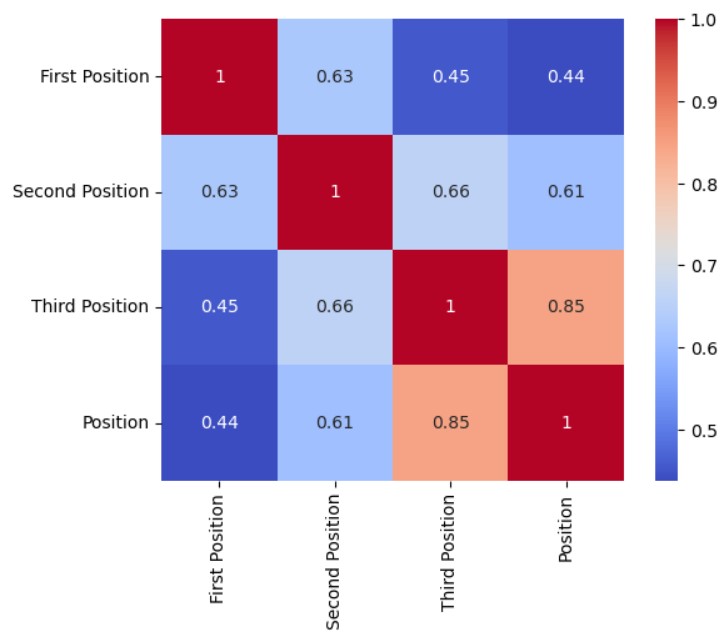 First Position 1 0.63 0.45 0.44
Second Position 0.63 1 0.66 0.61
Third Position 0.45 0.66 1 0.85
Position 0.44 0.61 0.85 1
First Position
Second Position
Third Position
Position
1.0
0.9
0.8
0.7
0.6
0.5